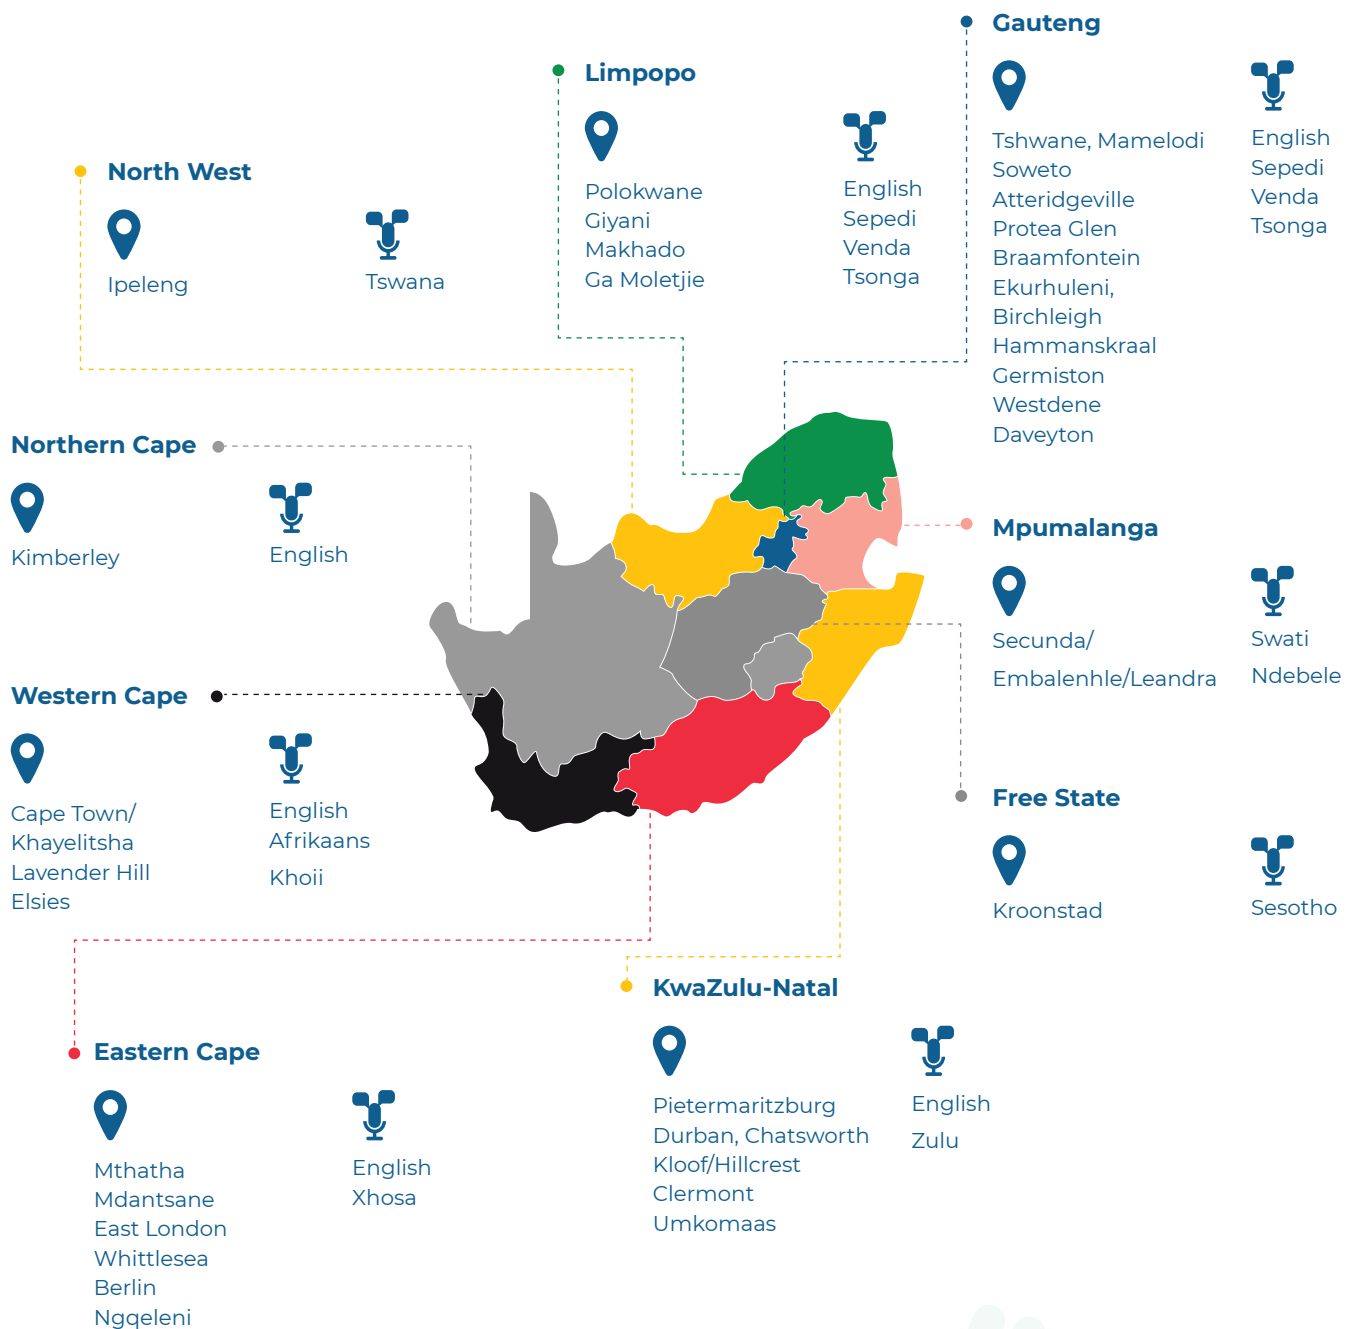 Gauteng
Tshwane, Mamelodi
Soweto
Atteridgeville
Protea Glen
Braamfontein
Ekurhuleni,
Birchleigh
Hammanskraal
Germiston
Westdene
Daveyton
English
Sepedi
Venda
Tsonga
Limpopo
Polokwane
Giyani
Makhado
Ga Moletjie
English
Sepedi
Venda
Tsonga
North West
Ipeleng
Tswana
Northern Cape
Kimberley
English
Mpumalanga
Secunda/
Embalenhle/Leandra
Swati
Ndebele
Western Cape
Cape Town/
Khayelitsha
Lavender Hill
Elsies
English
Afrikaans
Khoii
Free State
Kroonstad
Sesotho
KwaZulu-Natal
Pietermaritzburg
Durban, Chatsworth
Kloof/Hillcrest
Clermont
Umkomaas
English
Zulu
Eastern Cape
Mthatha
Mdantsane
East London
Whittlesea
Berlin
Ngqeleni
English
Xhosa